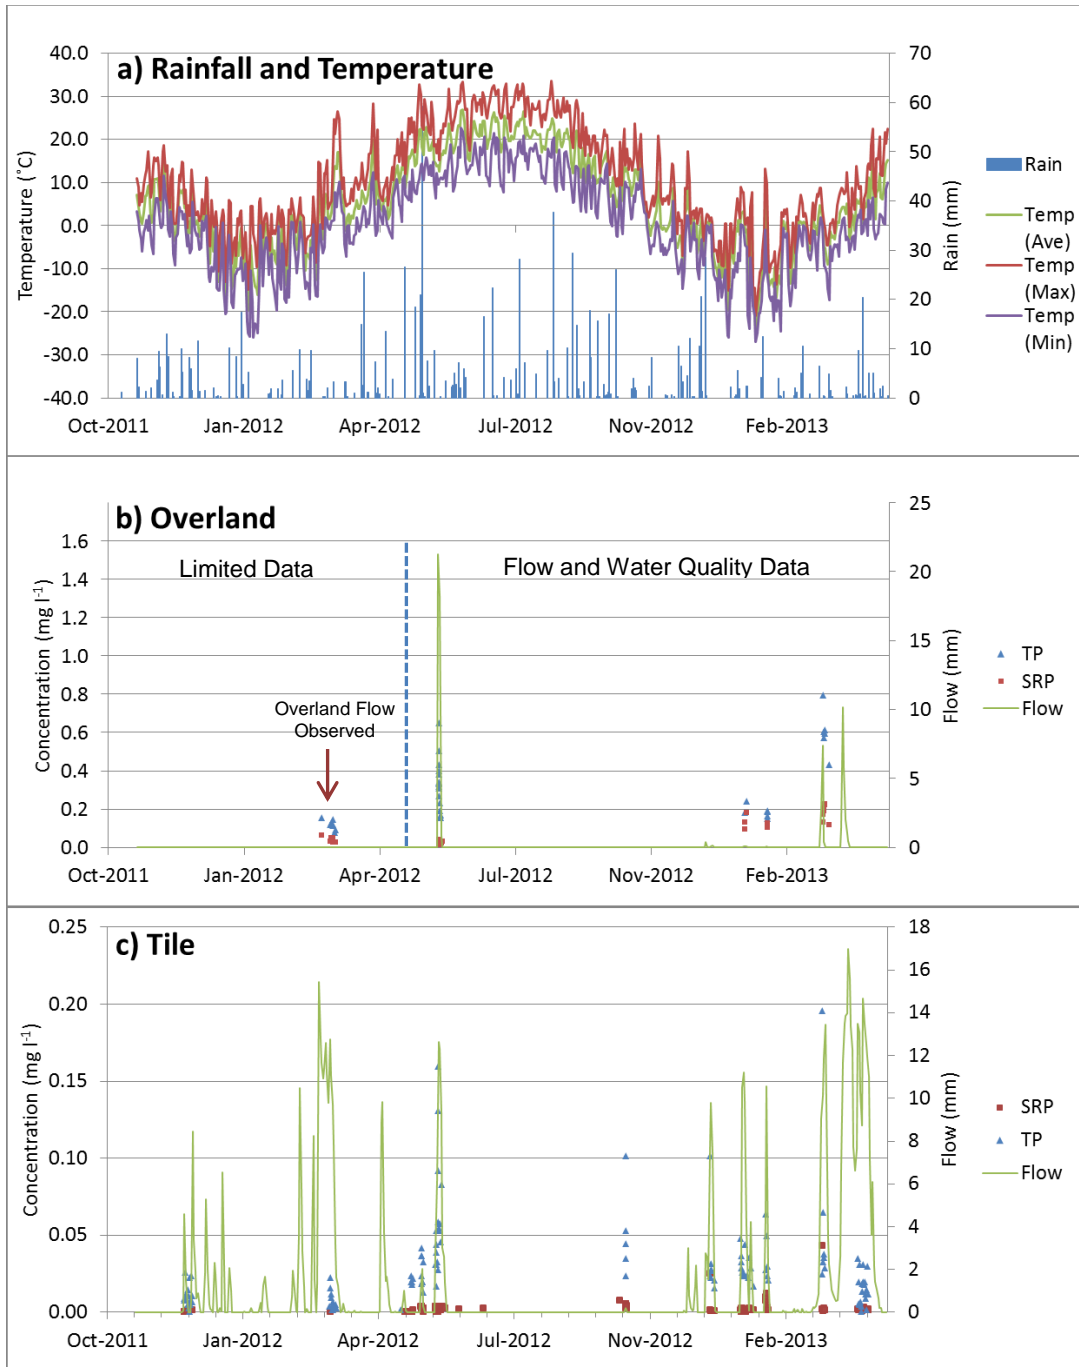 a) Rainfall and Temperature
40.0
30.0
20.0
10.0
0.0
-10.0
-20.0
-30.0
-40.0
Temperature (˚C)
70
60
50
40
30
20
10
0
Rain (mm)
Rain
Temp
(Ave)
Temp
(Max)
Temp
(Min)
Oct-2011 Jan-2012 Apr-2012 Jul-2012 Nov-2012 Feb-2013
b) Overland
Limited Data
Flow and Water Quality Data
Overland Flow
Observed
1.6
1.4
1.2
1.0
0.8
0.6
0.4
0.2
0.0
Concentration (mg l-1)
25
20
15
10
5
0
Flow (mm)
TP
SRP
Flow
Oct-2011 Jan-2012 Apr-2012 Jul-2012 Nov-2012 Feb-2013
c) Tile
0.25
0.20
0.15
0.10
0.05
0.00
Concentration (mg l-1)
18
16
14
12
10
8
6
4
2
0
Flow (mm)
SRP
TP
Flow
Oct-2011 Jan-2012 Apr-2012 Jul-2012 Nov-2012 Feb-2013